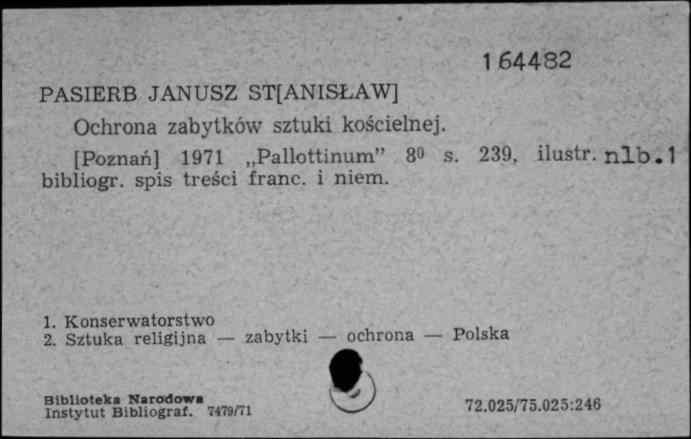 164482
PASIERB JANUSZ ST[ANISŁAW]
Ochrona zabytków sztuki kościelnej.
[Poznań] 1971 „Pallottinum” 8⁰ s. 239, ilustr. nlb.1
bibliogr. spis treści franc. i niem.
1. Konserwatorstwo
2. Sztuka religijna — zabytki — ochrona — Polska
Biblioteka Narodowa
Instytut Bibliograf. 7479/71
72.025/75.025:246